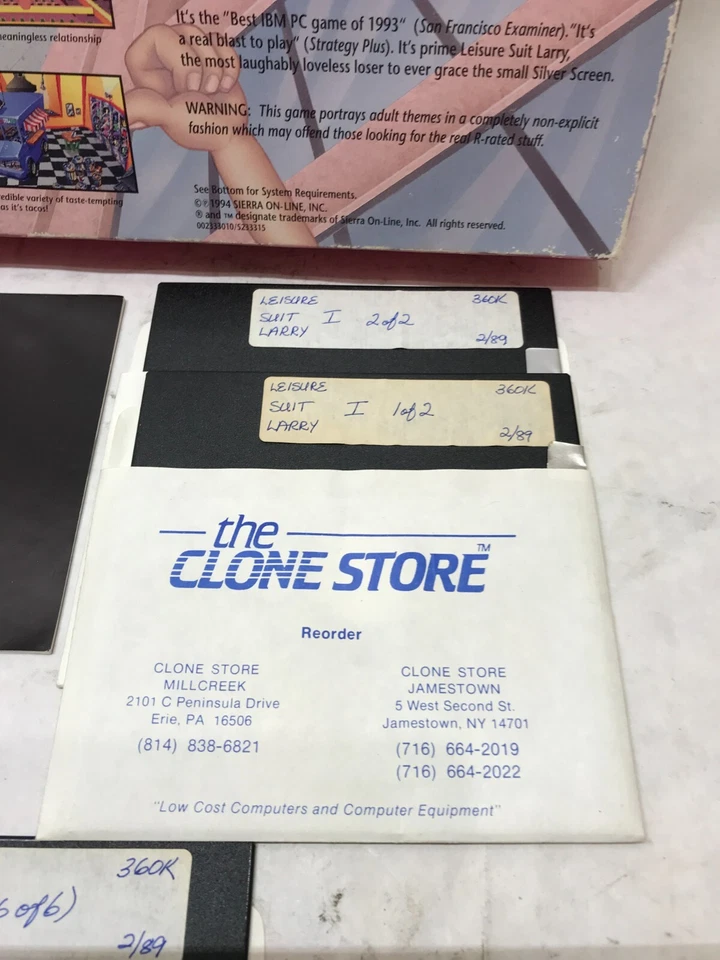 meaningless relationship
It's the "Best IBM PC game of 1993" (San Francisco Examiner)."It's
a real blast to play" (Strategy Plus). It's prime Leisure Suit Larry,
the most laughably loveless loser to ever grace the small Silver Screen.
WARNING: This game portrays adult themes in a completely non-explicit
fashion which may offend those looking for the real R-rated stuff.
edible variety of taste-tempting
as it's tacos!
See Bottom for System Requirements.
©℗1994 SIERRA ON-LINE, INC.
® and ™ designate trademarks of Sierra On-Line, Inc. All rights reserved.
002333010/S233315
LEISURE 360K
SUIT I 2 of 2
LARRY 2/89
LEISURE 360K
SUIT I 1 of 2
LARRY 2/89
the
CLONE STORE™
Reorder
CLONE STORE
MILLCREEK
2101 C Peninsula Drive
Erie, PA 16506
(814) 838-6821
CLONE STORE
JAMESTOWN
5 West Second St.
Jamestown, NY 14701
(716) 664-2019
(716) 664-2022
"Low Cost Computers and Computer Equipment"
360K
6 of 6)
2/89